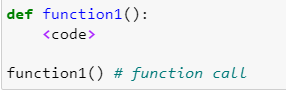 def function1():
    <code>

function1() # function call